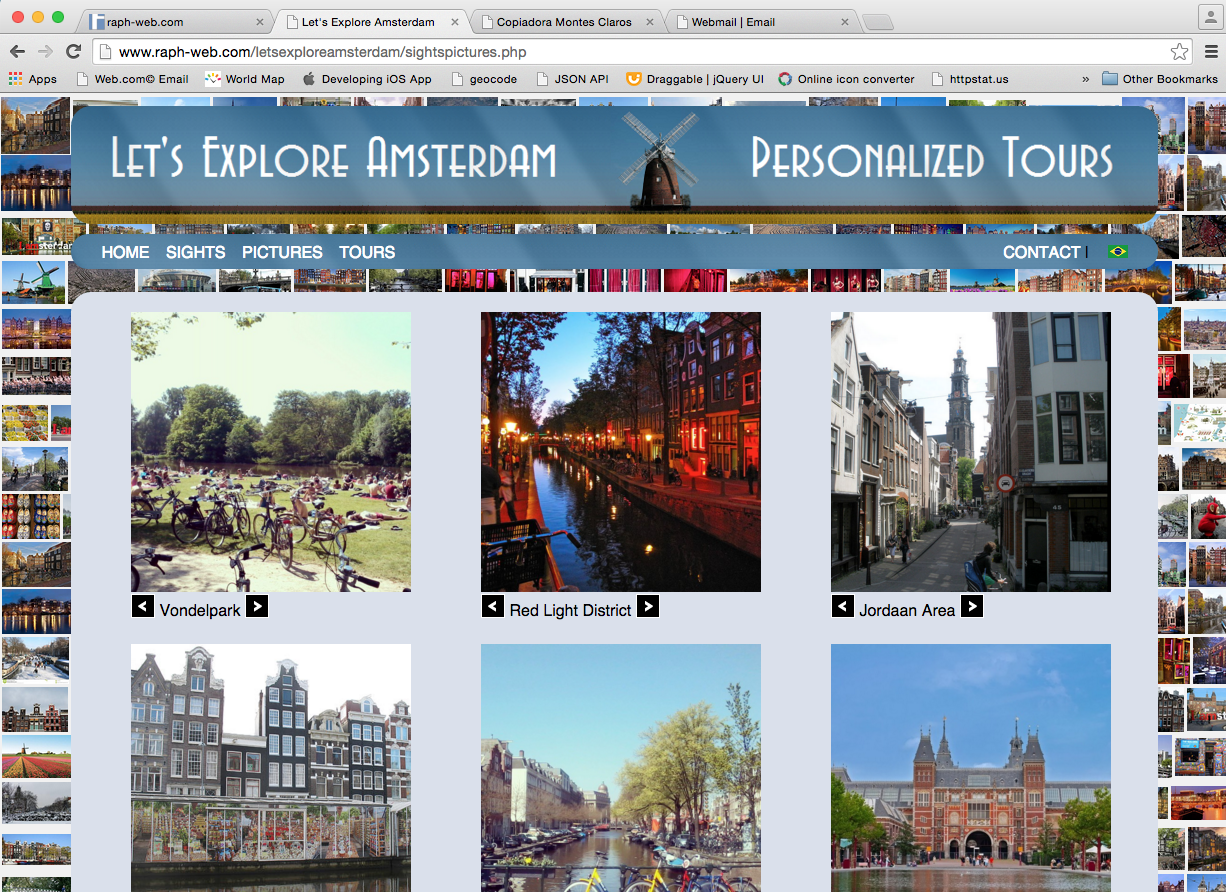 raph-web.com
Let's Explore Amsterdam
Copiadora Montes Claros
Webmail | Email
www.raph-web.com/letsexploreamsterdam/sightspictures.php
Apps
Web.com© Email
World Map
Developing iOS App
geocode
JSON API
Draggable | jQuery UI
Online icon converter
httpstat.us
»
Other Bookmarks
Let's Explore Amsterdam
Personalized Tours
HOME SIGHTS PICTURES TOURS
CONTACT |
< Vondelpark >
< Red Light District >
< Jordaan Area >